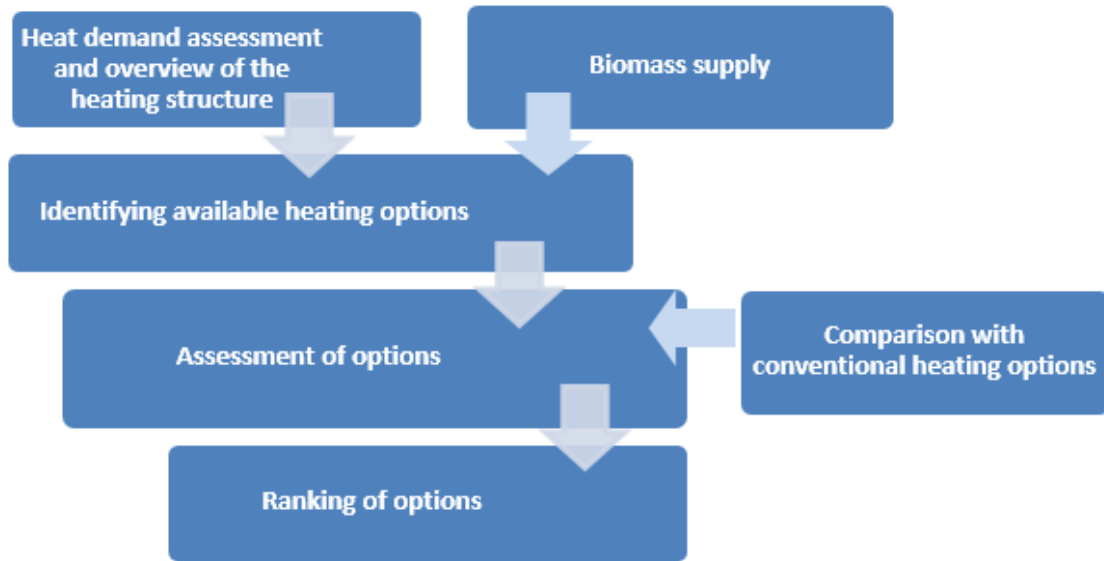 Heat demand assessment
and overview of the
heating structure
Biomass supply
Identifying available heating options
Assessment of options
Comparison with
conventional heating options
Ranking of options